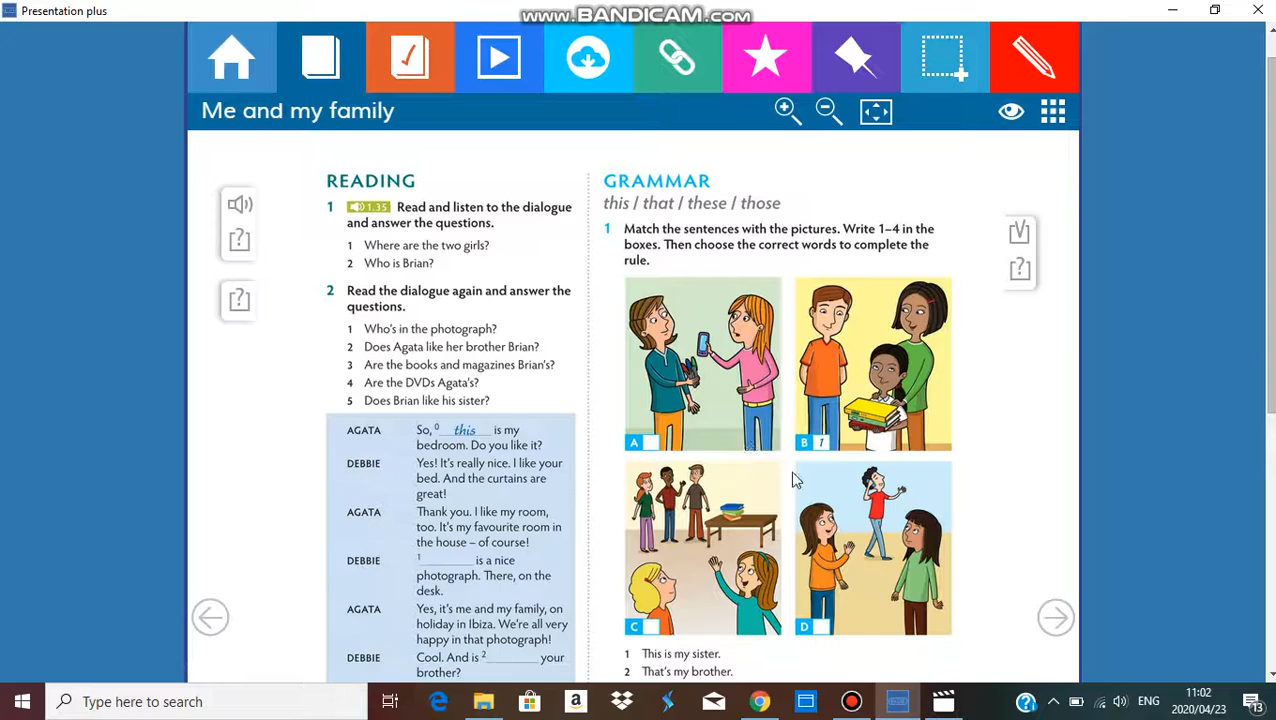 Presentation plus
www.BANDICAM.com
Me and my family
READING
1 1.35 Read and listen to the dialogue
and answer the questions.
1 Where are the two girls?
2 Who is Brian?
2 Read the dialogue again and answer the
questions.
1 Who's in the photograph?
2 Does Agata like her brother Brian?
3 Are the books and magazines Brian's?
4 Are the DVDs Agata's?
5 Does Brian like his sister?
AGATA So, 0 this is my
bedroom. Do you like it?
DEBBIE Yes! It's really nice. I like your
bed. And the curtains are
great!
AGATA Thank you. I like my room,
too. It's my favourite room in
the house – of course!
DEBBIE 1 ________ is a nice
photograph. There, on the
desk.
AGATA Yes, it's me and my family, on
holiday in Ibiza. We're all very
happy in that photograph!
DEBBIE Cool. And is 2 ________ your
brother?
GRAMMAR
this / that / these / those
1 Match the sentences with the pictures. Write 1–4 in the
boxes. Then choose the correct words to complete the
rule.
A
B 1
C
D
1 This is my sister.
2 That's my brother.
Type here to search
ENG
11:02
2020/04/23
13